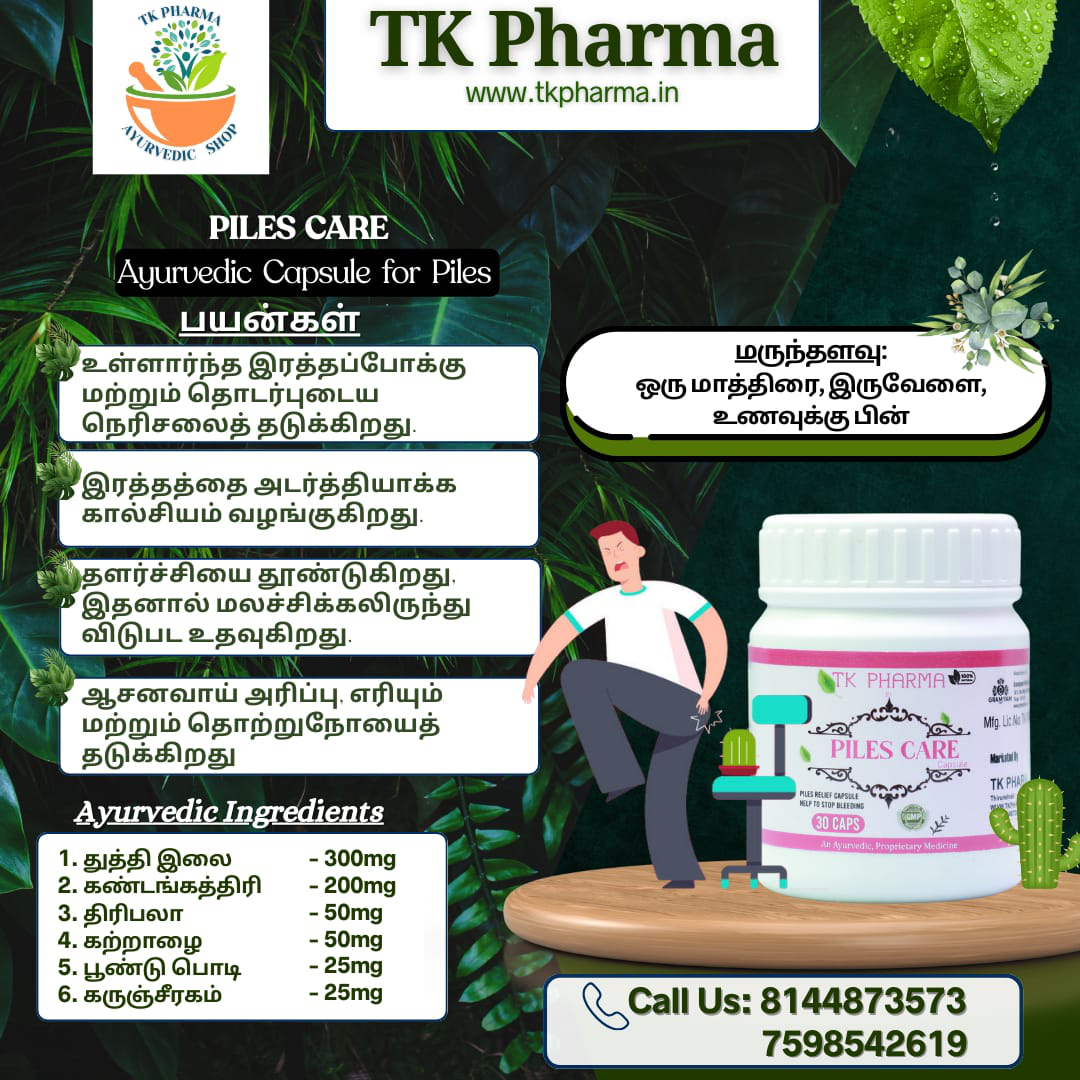 TK PHARMA
AYURVEDIC SHOP
TK Pharma
www.tkpharma.in
PILES CARE
Ayurvedic Capsule for Piles
பயன்கள்
உள்ளார்ந்த இரத்தப்போக்கு
மற்றும் தொடர்புடைய
நெரிசலைத் தடுக்கிறது.
இரத்தத்தை அடர்த்தியாக்க
கால்சியம் வழங்குகிறது.
தளர்ச்சியை தூண்டுகிறது,
இதனால் மலச்சிக்கலிருந்து
விடுபட உதவுகிறது.
ஆசனவாய் அரிப்பு, எரியும்
மற்றும் தொற்றுநோயைத்
தடுக்கிறது
Ayurvedic Ingredients
1. துத்தி இலை - 300mg
2. கண்டங்கத்திரி - 200mg
3. திரிபலா - 50mg
4. கற்றாழை - 50mg
5. பூண்டு பொடி - 25mg
6. கருஞ்சீரகம் - 25mg
மருந்தளவு:
ஒரு மாத்திரை, இருவேளை,
உணவுக்கு பின்
TK PHARMA
100%
PILES CARE
Capsule
PILES RELIEF CAPSULE
HELP TO STOP BLEEDING
30 CAPS
GMP
An Ayurvedic, Proprietary Medicine
Mfg. Lic.No
Marketed By
TK PHAR
Call Us: 8144873573
7598542619